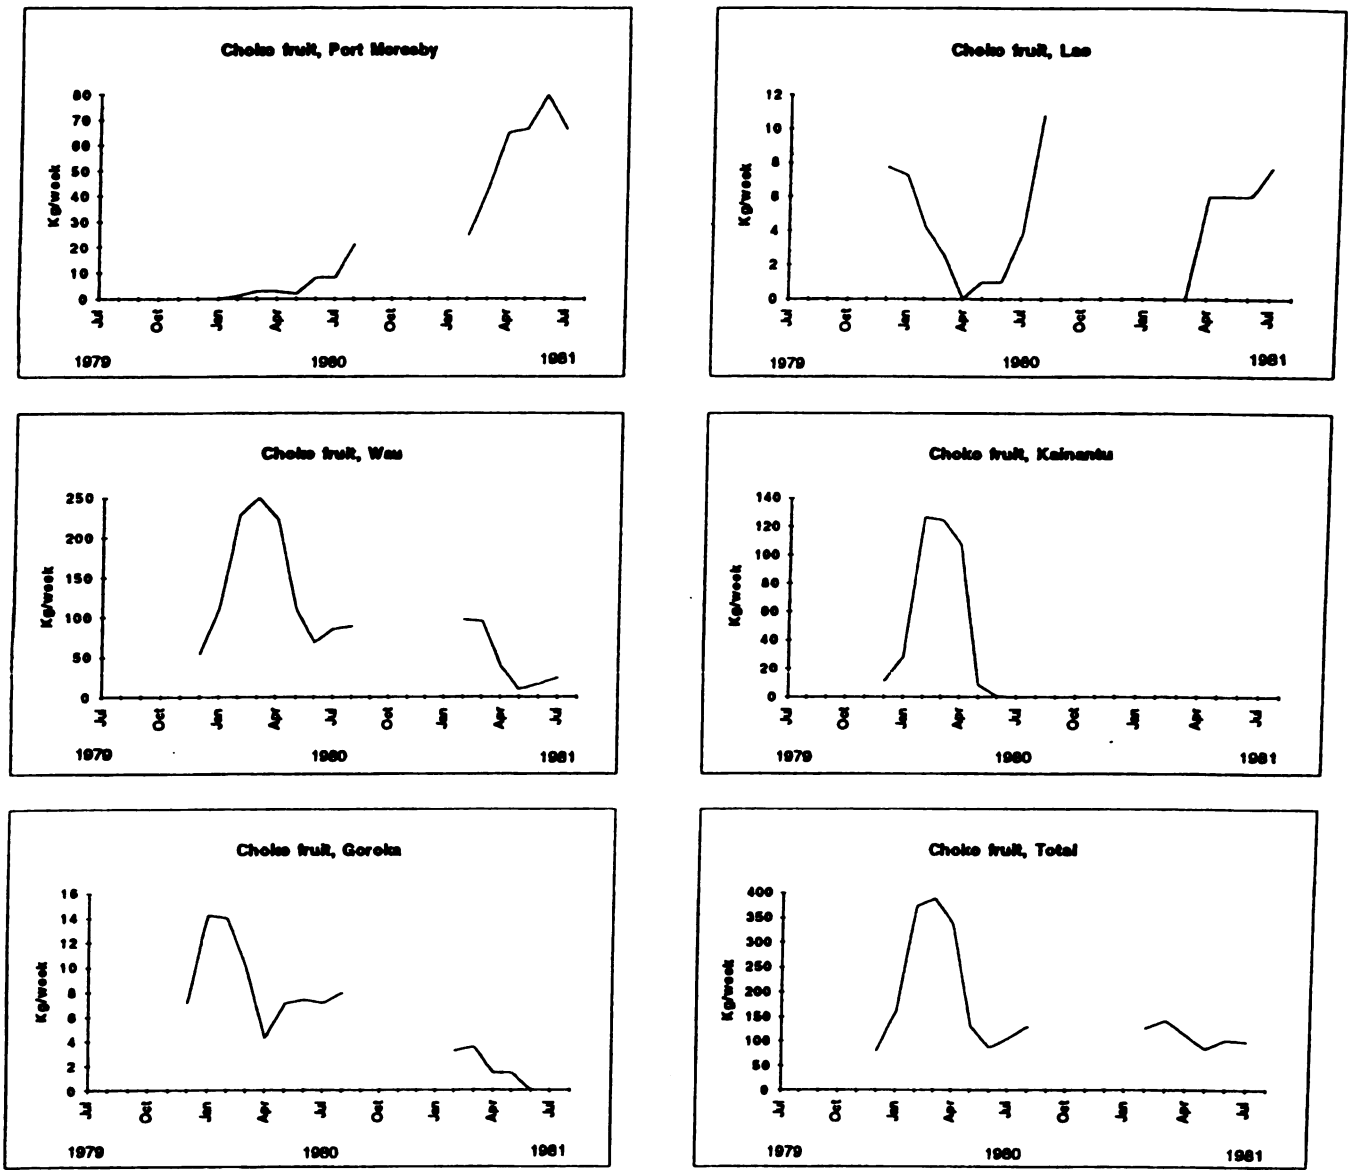 Choko fruit, Port Moresby
80
70
60
50
40
30
20
10
0
Kg/week
Jul Oct Jan Apr Jul Oct Jan Apr Jul
1979 1980 1981
Choko fruit, Lae
12
10
8
6
4
2
0
Kg/week
Jul Oct Jan Apr Jul Oct Jan Apr Jul
1979 1980 1981
Choko fruit, Wau
250
200
150
100
50
0
Kg/week
Jul Oct Jan Apr Jul Oct Jan Apr Jul
1979 1980 1981
Choko fruit, Kainantu
140
120
100
80
60
40
20
0
Kg/week
Jul Oct Jan Apr Jul Oct Jan Apr Jul
1979 1980 1981
Choko fruit, Goroka
16
14
12
10
8
6
4
2
0
Kg/week
Jul Oct Jan Apr Jul Oct Jan Apr Jul
1979 1980 1981
Choko fruit, Total
400
350
300
250
200
150
100
50
0
Kg/week
Jul Oct Jan Apr Jul Oct Jan Apr Jul
1979 1980 1981